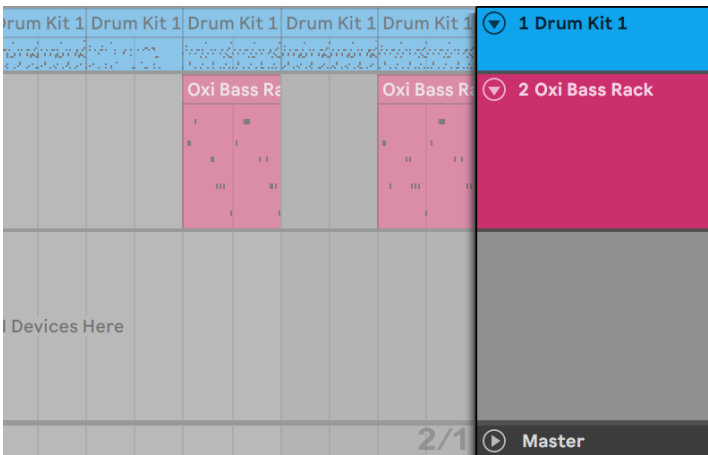 rum Kit 1 Drum Kit 1 Drum Kit 1 Drum Kit 1 Drum Kit 1 1 Drum Kit 1
Oxi Bass Ra Oxi Bass Ra 2 Oxi Bass Rack
Devices Here
2/1 Master